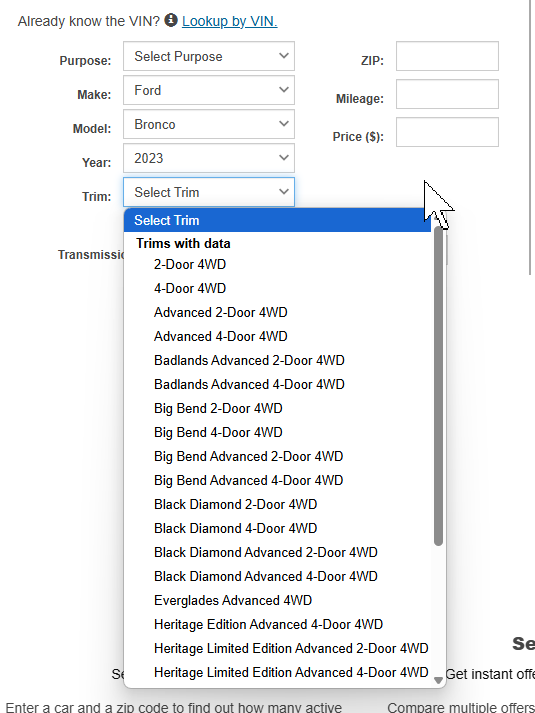 Already know the VIN? Lookup by VIN.
Purpose: Select Purpose
ZIP:
Make: Ford
Mileage:
Model: Bronco
Price ($):
Year: 2023
Trim: Select Trim
Select Trim
Trims with data
2-Door 4WD
4-Door 4WD
Advanced 2-Door 4WD
Advanced 4-Door 4WD
Badlands Advanced 2-Door 4WD
Badlands Advanced 4-Door 4WD
Big Bend 2-Door 4WD
Big Bend 4-Door 4WD
Big Bend Advanced 2-Door 4WD
Big Bend Advanced 4-Door 4WD
Black Diamond 2-Door 4WD
Black Diamond 4-Door 4WD
Black Diamond Advanced 2-Door 4WD
Black Diamond Advanced 4-Door 4WD
Everglades Advanced 4WD
Heritage Edition Advanced 4-Door 4WD
Heritage Limited Edition Advanced 2-Door 4WD
Heritage Limited Edition Advanced 4-Door 4WD
Transmissi
Se
Se
Get instant offe
Enter a car and a zip code to find out how many active
Compare multiple offers